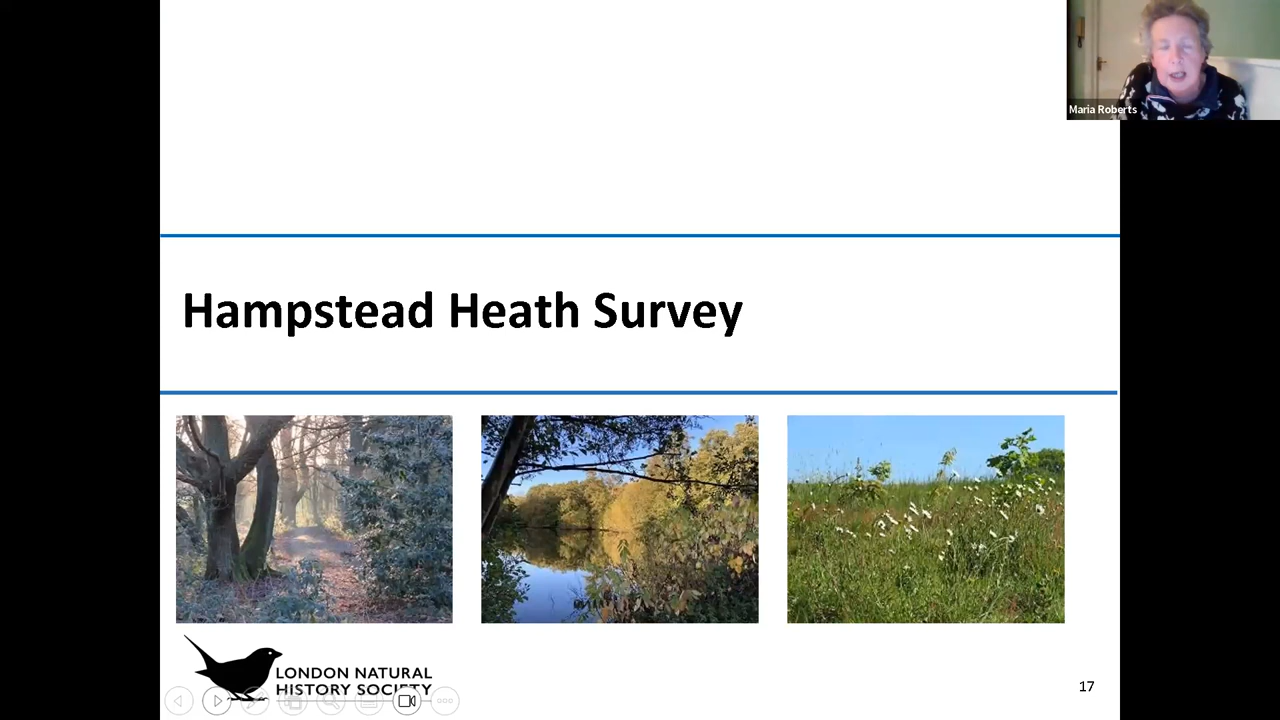 Maria Roberts
Hampstead Heath Survey
LONDON NATURAL
HISTORY SOCIETY
17